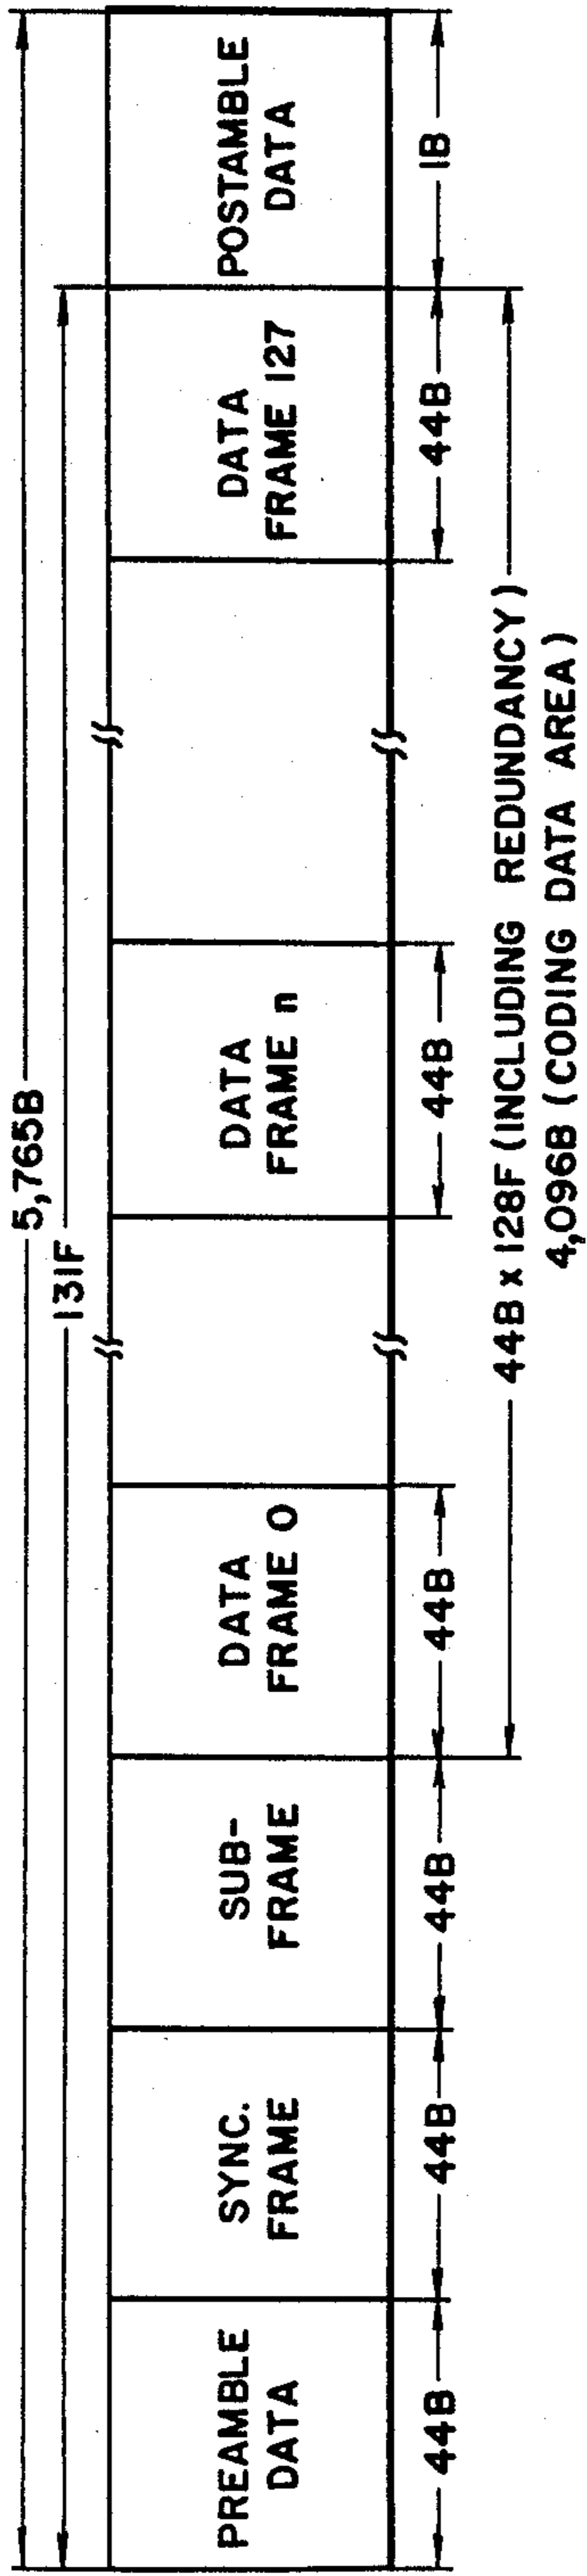 5,765B
131F
PREAMBLE
DATA
SYNC.
FRAME
SUB-
FRAME
DATA
FRAME 0
DATA
FRAME n
DATA
FRAME 127
POSTAMBLE
DATA
44B
44B
44B
44B
44B
44B
1B
44B x 128F (INCLUDING REDUNDANCY)
4,096B (CODING DATA AREA)